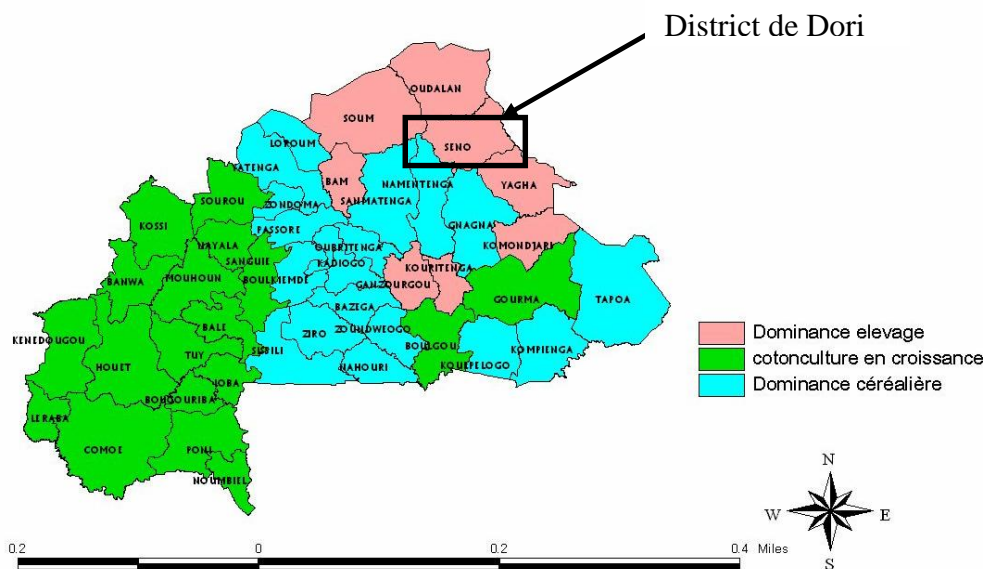 District de Dori
OUDALAN
SOUM
SENO
LOROUM
YATENGA
BAM
NAMENTENGA
YAGHA
SOUROU
ZONDOMA
SANMATENGA
KOSSI
PASSORE
GNAGNA
NAYALA
OUBRITENGA
KOMONDJARI
SANGUIE
KADIOGO
KOURITENGA
BANWA
MOUHOUN
BOULKIEMDE
GANZOURGOU
GOURMA
TAPOA
BAZEGA
KENEDOUGOU
BALE
ZIRO
ZOUNDWEOGO
BOULGOU
KOMPIENGA
TUY
SISSILI
HOUET
NAHOURI
KOUPELOGO
IOBA
BOUGOURIBA
LERABA
COMOE
PONI
NOUMBIEL
Dominance elevage
cotonculture en croissance
Dominance céréalière
N
W E
S
0.2 0 0.2 0.4 Miles